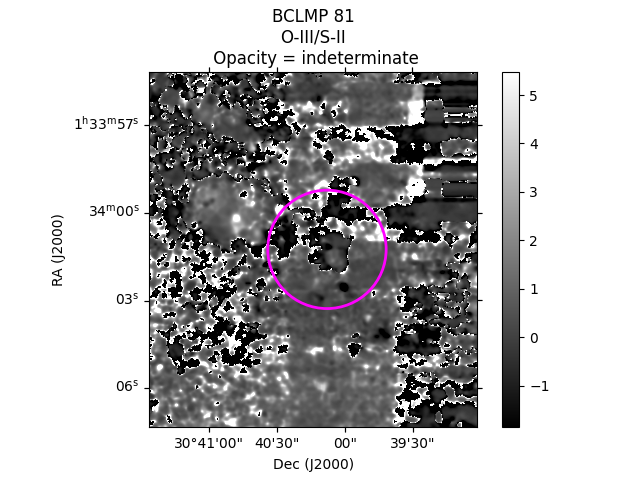 BCLMP 81
O-III/S-II
Opacity = indeterminate
1ʰ33ᵐ57ˢ
34ᵐ00ˢ
03ˢ
06ˢ
RA (J2000)
30°41'00" 40'30" 00" 39'30"
Dec (J2000)
5
4
3
2
1
0
−1